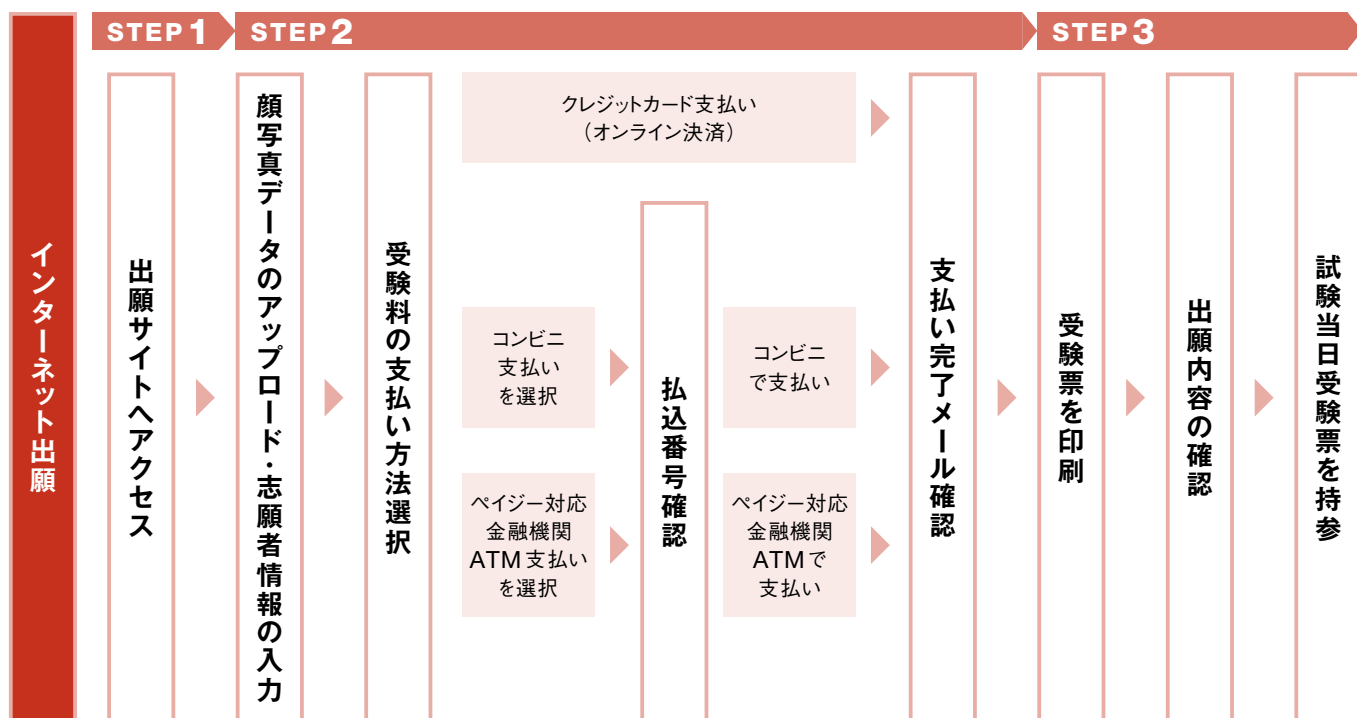 STEP 1
STEP 2
STEP 3
インターネット出願
出願サイトへアクセス
顔写真データのアップロード・志願者情報の入力
受験料の支払い方法選択
クレジットカード支払い
（オンライン決済）
コンビニ
支払い
を選択
ペイジー対応
金融機関
ATM支払い
を選択
払込番号確認
コンビニ
で支払い
ペイジー対応
金融機関
ATMで
支払い
支払い完了メール確認
受験票を印刷
出願内容の確認
試験当日受験票を持参